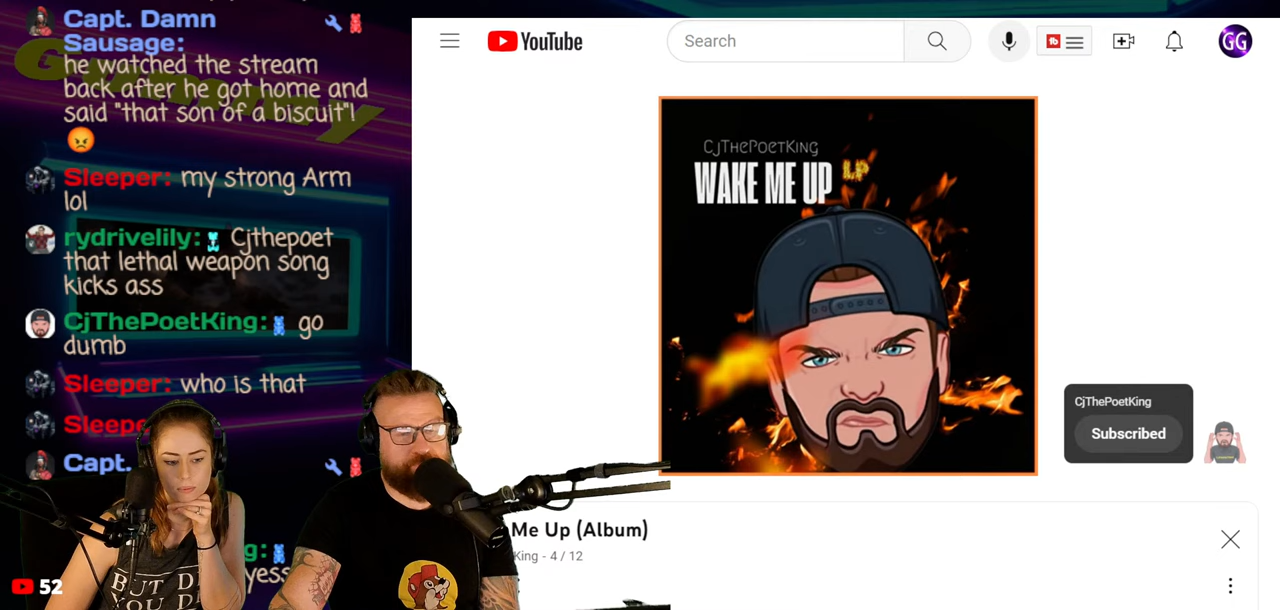 Capt. Damn
Sausage:
he watched the stream
back after he got home and
said "that son of a biscuit"!
Sleeper: my strong Arm
lol
rydrivelily: Cjthepoet
that lethal weapon song
kicks ass
CjThePoetKing: go
dumb
Sleeper: who is that
Capt.
yess
52
BUT D
YOU D
YouTube
Search
GG
CjThePoetKing
WAKE ME UP LP
CjThePoetKing
Subscribed
Me Up (Album)
King - 4 / 12